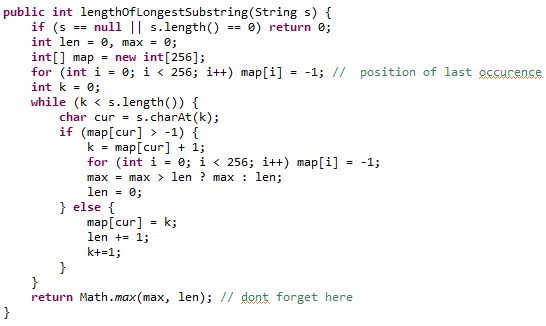 public int lengthOfLongestSubstring(String s) {
    if (s == null || s.length() == 0) return 0;
    int len = 0, max = 0;
    int[] map = new int[256];
    for (int i = 0; i < 256; i++) map[i] = -1; //  position of last occurence
    int k = 0;
    while (k < s.length()) {
        char cur = s.charAt(k);
        if (map[cur] > -1) {
            k = map[cur] + 1;
            for (int i = 0; i < 256; i++) map[i] = -1;
            max = max > len ? max : len;
            len = 0;
        } else {
            map[cur] = k;
            len += 1;
            k+=1;
        }
    }
    return Math.max(max, len); // dont forget here
}